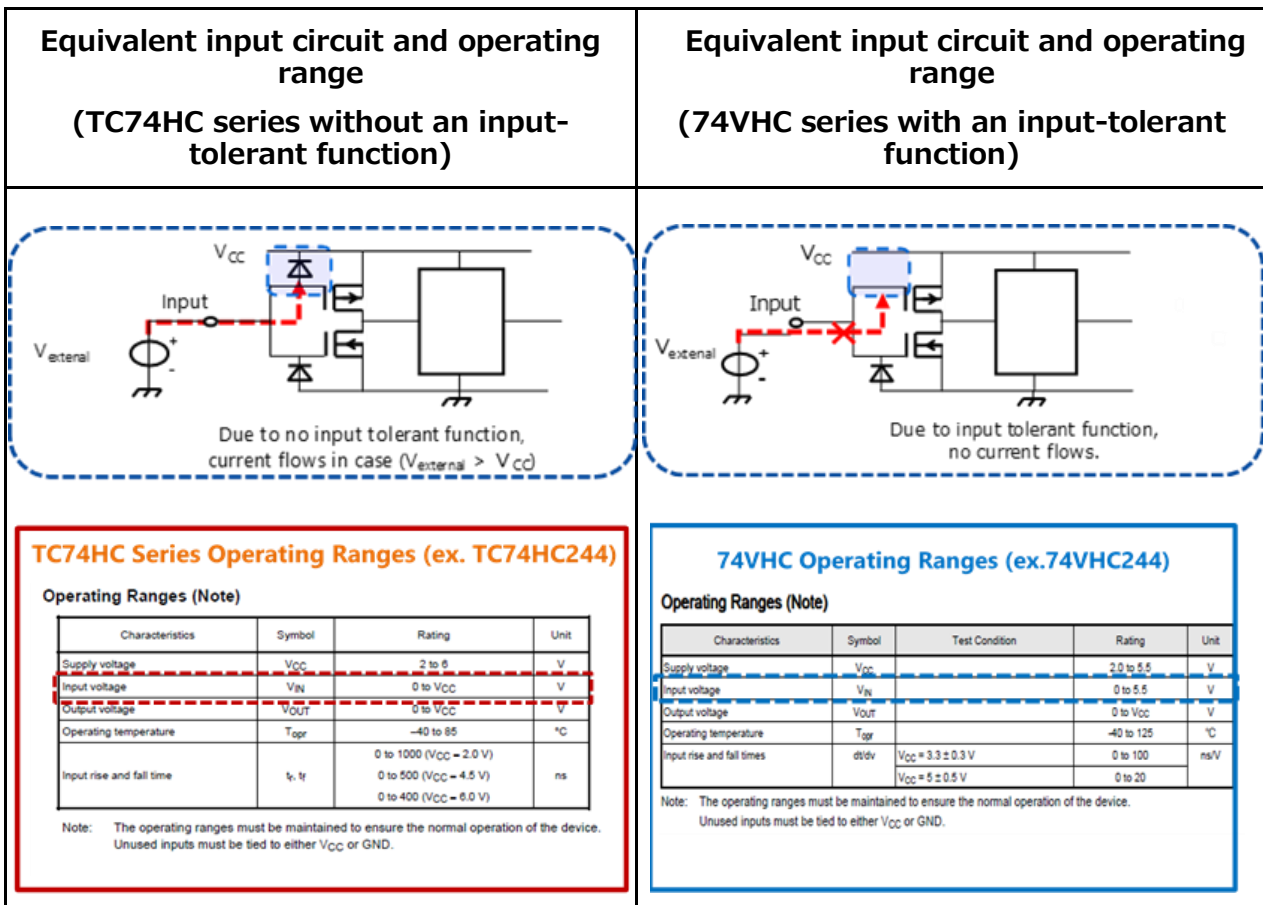 Equivalent input circuit and operating
range
(TC74HC series without an input-
tolerant function)
Equivalent input circuit and operating
range
(74VHC series with an input-tolerant
function)
VCC
Input
Vextenal
+
-
Due to no input tolerant function,
current flows in case (Vexternal > VCC)
VCC
Input
Vextenal
+
-
Due to input tolerant function,
no current flows.
TC74HC Series Operating Ranges (ex. TC74HC244)
Operating Ranges (Note)
Characteristics Symbol Rating Unit
Supply voltage VCC 2 to 6 V
Input voltage VIN 0 to VCC V
Output voltage VOUT 0 to VCC V
Operating temperature Topr –40 to 85 °C
0 to 1000 (VCC = 2.0 V)
Input rise and fall time tr, tf 0 to 500 (VCC = 4.5 V) ns
0 to 400 (VCC = 6.0 V)
Note: The operating ranges must be maintained to ensure the normal operation of the device.
Unused inputs must be tied to either VCC or GND.
74VHC Operating Ranges (ex.74VHC244)
Operating Ranges (Note)
Characteristics Symbol Test Condition Rating Unit
Supply voltage VCC 2.0 to 5.5 V
Input voltage VIN 0 to 5.5 V
Output voltage VOUT 0 to VCC V
Operating temperature Topr -40 to 125 °C
Input rise and fall times dt/dv VCC = 3.3 ± 0.3 V 0 to 100 ns/V
VCC = 5 ± 0.5 V 0 to 20
Note: The operating ranges must be maintained to ensure the normal operation of the device.
Unused inputs must be tied to either VCC or GND.